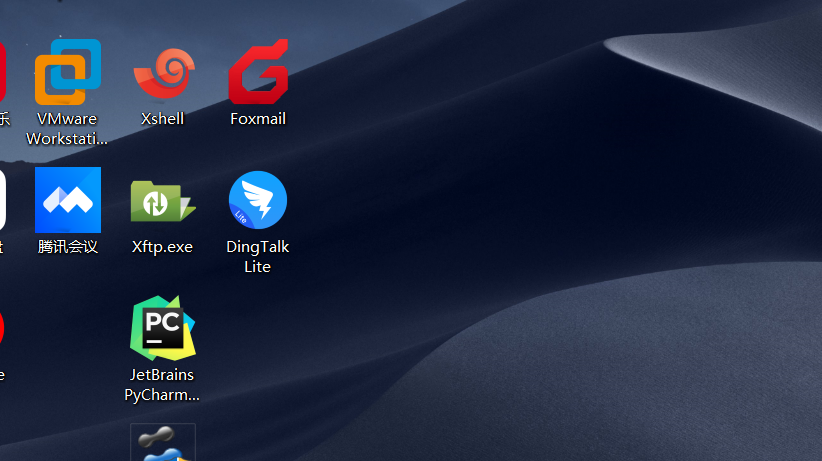 乐
VMware
Workstati...
Xshell
Foxmail
腾讯会议
Xftp.exe
DingTalk
Lite
Lite
PC
JetBrains
PyCharm...
e